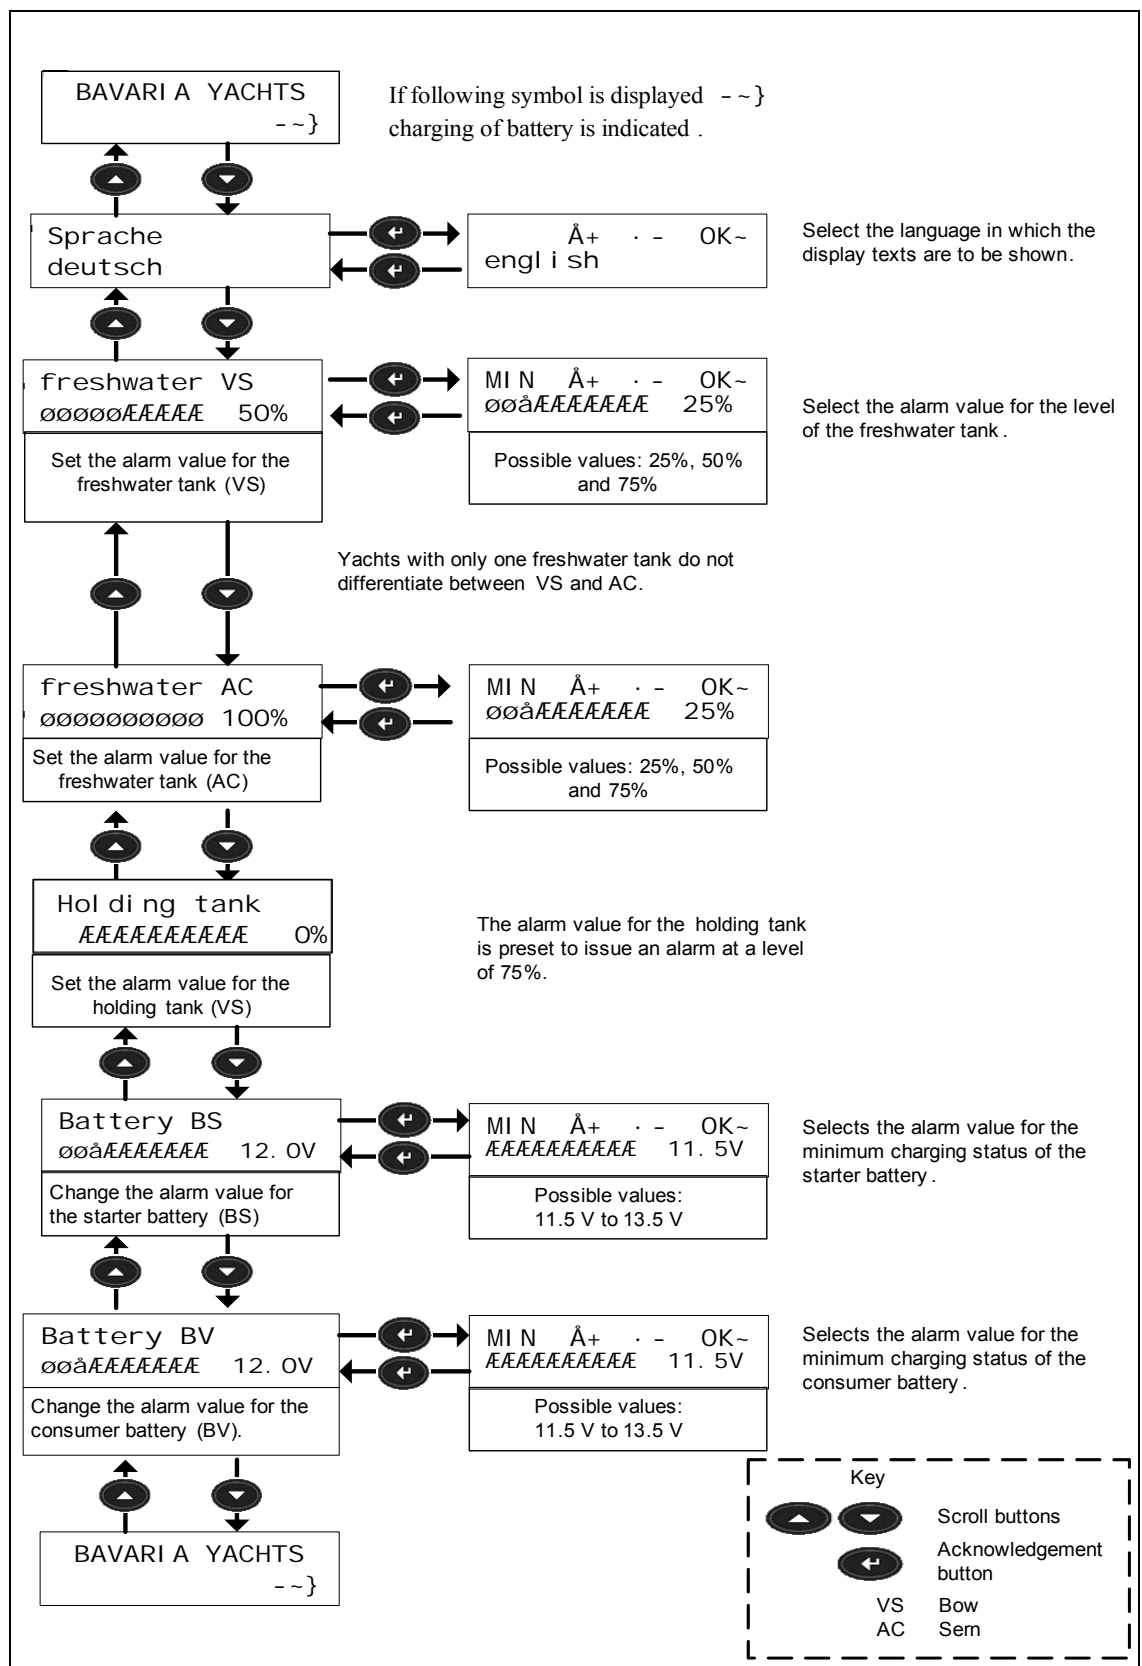 BAVARIA YACHTS
-~}
If following symbol is displayed -~}
charging of battery is indicated .
Sprache
deutsch
Å+ ·- OK~
english
Select the language in which the
display texts are to be shown.
freshwater VS
øøøøøÆÆÆÆÆ 50%
MIN Å+ ·- OK~
øøåÆÆÆÆÆÆÆ 25%
Set the alarm value for the
freshwater tank (VS)
Possible values: 25%, 50%
and 75%
Select the alarm value for the level
of the freshwater tank .
Yachts with only one freshwater tank do not
differentiate between VS and AC.
freshwater AC
øøøøøøøøøø 100%
MIN Å+ ·- OK~
øøåÆÆÆÆÆÆÆ 25%
Set the alarm value for the
freshwater tank (AC)
Possible values: 25%, 50%
and 75%
Holding tank
ÆÆÆÆÆÆÆÆÆÆ 0%
Set the alarm value for the
holding tank (VS)
The alarm value for the holding tank
is preset to issue an alarm at a level
of 75%.
Battery BS
øøåÆÆÆÆÆÆÆ 12.0V
MIN Å+ ·- OK~
ÆÆÆÆÆÆÆÆÆÆ 11.5V
Change the alarm value for
the starter battery (BS)
Possible values:
11.5 V to 13.5 V
Selects the alarm value for the
minimum charging status of the
starter battery .
Battery BV
øøåÆÆÆÆÆÆÆ 12.0V
MIN Å+ ·- OK~
ÆÆÆÆÆÆÆÆÆÆ 11.5V
Change the alarm value for the
consumer battery (BV).
Possible values:
11.5 V to 13.5 V
Selects the alarm value for the
minimum charging status of the
consumer battery .
BAVARIA YACHTS
-~}
Key
Scroll buttons
Acknowledgement
button
VS Bow
AC Sern